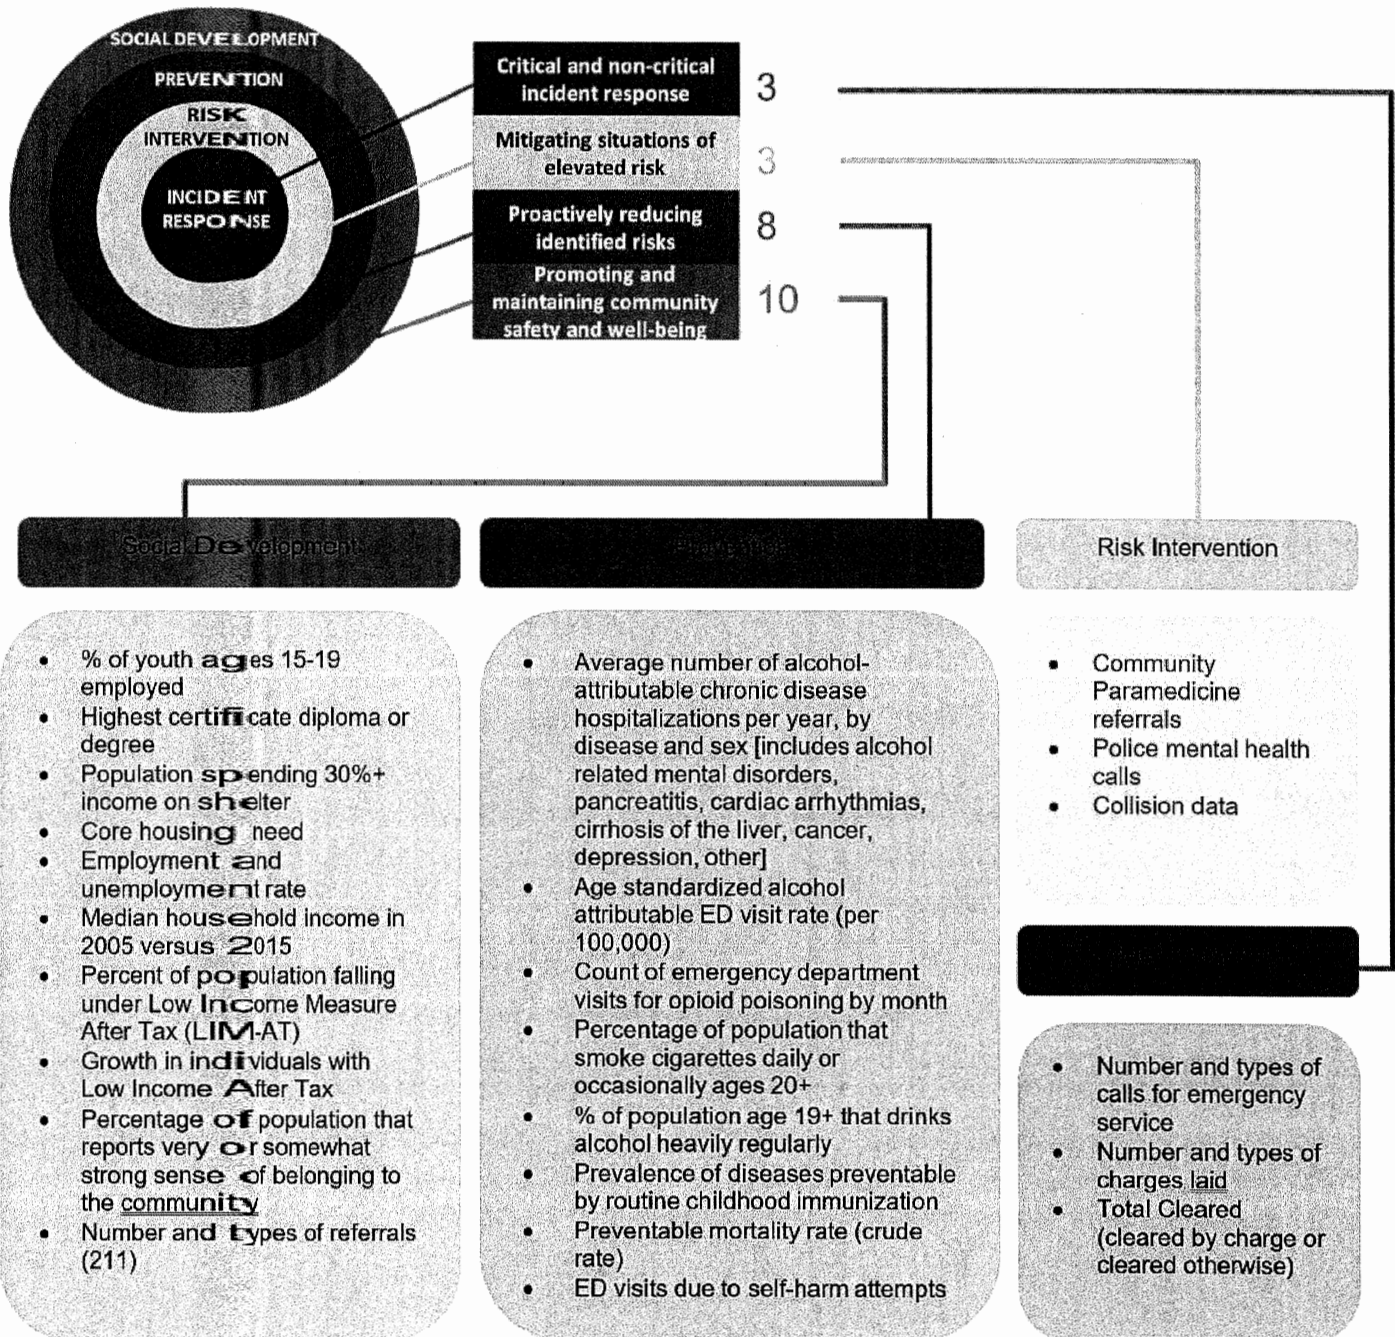 SOCIAL DEVELOPMENT
PREVENTION
RISK
INTERVENTION
INCIDENT
RESPONSE
Critical and non-critical
incident response
3
Mitigating situations of
elevated risk
3
Proactively reducing
identified risks
8
Promoting and
maintaining community
safety and well-being
10
Social Development
• % of youth ages 15-19
employed
• Highest certificate diploma or
degree
• Population spending 30%+
income on shelter
• Core housing need
• Employment and
unemployment rate
• Median household income in
2005 versus 2015
• Percent of population falling
under Low Income Measure
After Tax (LIM-AT)
• Growth in individuals with
Low Income After Tax
• Percentage of population that
reports very or somewhat
strong sense of belonging to
the community
• Number and types of referrals
(211)
Prevention
• Average number of alcohol-
attributable chronic disease
hospitalizations per year, by
disease and sex [includes alcohol
related mental disorders,
pancreatitis, cardiac arrhythmias,
cirrhosis of the liver, cancer,
depression, other]
• Age standardized alcohol
attributable ED visit rate (per
100,000)
• Count of emergency department
visits for opioid poisoning by month
• Percentage of population that
smoke cigarettes daily or
occasionally ages 20+
• % of population age 19+ that drinks
alcohol heavily regularly
• Prevalence of diseases preventable
by routine childhood immunization
• Preventable mortality rate (crude
rate)
• ED visits due to self-harm attempts
Risk Intervention
• Community
Paramedicine
referrals
• Police mental health
calls
• Collision data
• Number and types of
calls for emergency
service
• Number and types of
charges laid
• Total Cleared
(cleared by charge or
cleared otherwise)